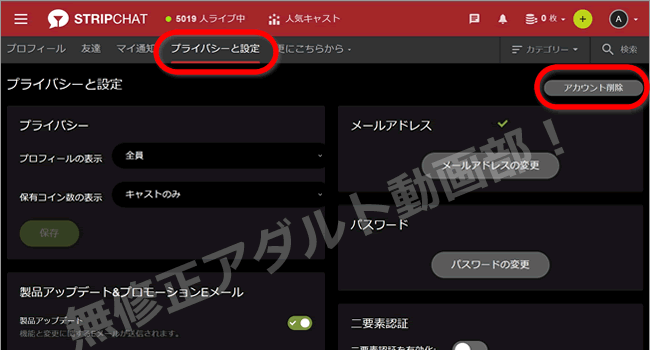 STRIPCHAT
5019 人ライブ中
人気キャスト
0 枚
A
プロフィール
友達
マイ通知
プライバシーと設定
更にこちらから
カテゴリー
検索
プライバシーと設定
アカウント削除
プライバシー
プロフィールの表示
全員
保有コイン数の表示
キャストのみ
保存
製品アップデート&プロモーションEメール
製品アップデート
機能と変更にに関するEメールが送信されます。
メールアドレス
メールアドレスの変更
パスワード
パスワードの変更
二要素認証
二要素認証を有効化:
無修正アダルト動画部！